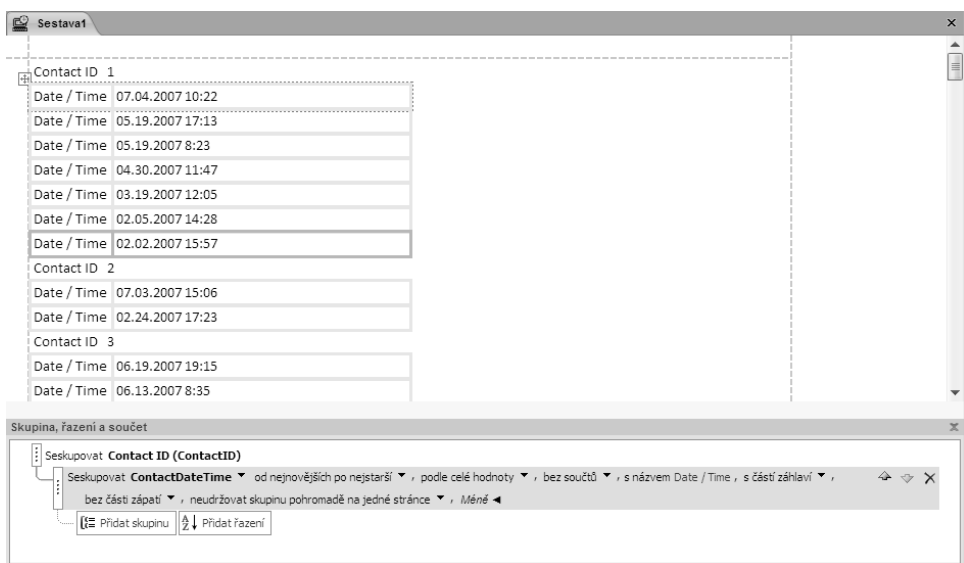 Sestava1
Contact ID 1
Date / Time 07.04.2007 10:22
Date / Time 05.19.2007 17:13
Date / Time 05.19.2007 8:23
Date / Time 04.30.2007 11:47
Date / Time 03.19.2007 12:05
Date / Time 02.05.2007 14:28
Date / Time 02.02.2007 15:57
Contact ID 2
Date / Time 07.03.2007 15:06
Date / Time 02.24.2007 17:23
Contact ID 3
Date / Time 06.19.2007 19:15
Date / Time 06.13.2007 8:35
Skupina, řazení a součet
Seskupovat Contact ID (ContactID)
Seskupovat ContactDateTime od nejnovějších po nejstarší , podle celé hodnoty , bez součtů , s názvem Date / Time , s částí záhlaví ,
bez části zápatí , neudržovat skupinu pohromadě na jedné stránce , Méně
Přidat skupinu A Z Přidat řazení